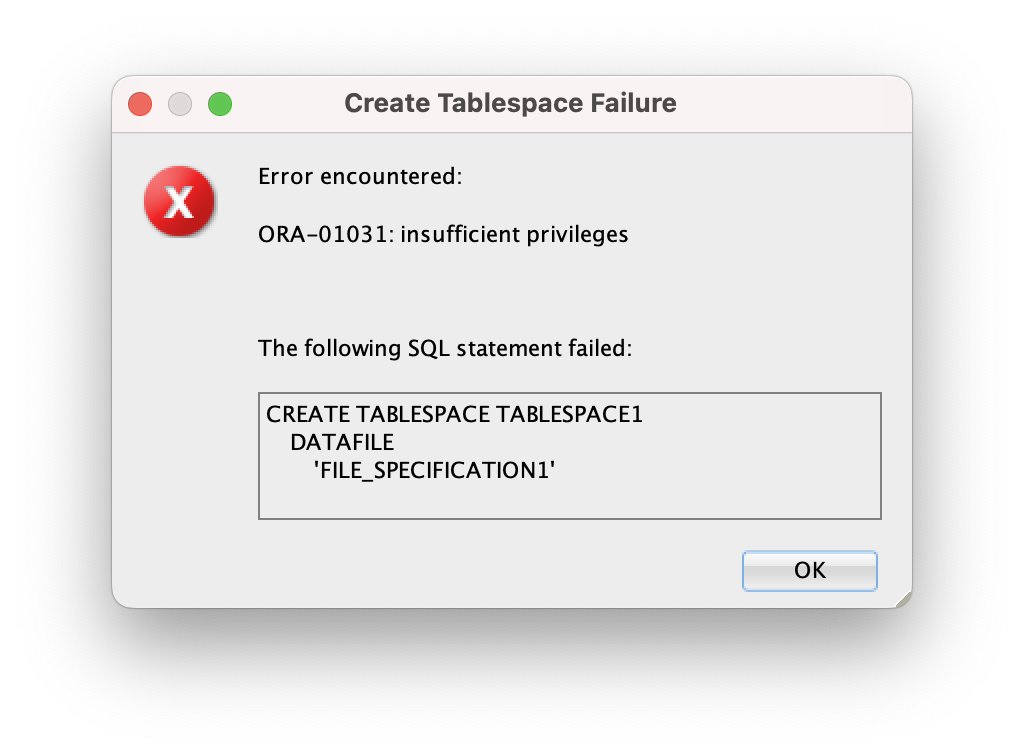 Create Tablespace Failure
X
Error encountered:
ORA-01031: insufficient privileges
The following SQL statement failed:
CREATE TABLESPACE TABLESPACE1
DATAFILE
'FILE_SPECIFICATION1'
OK